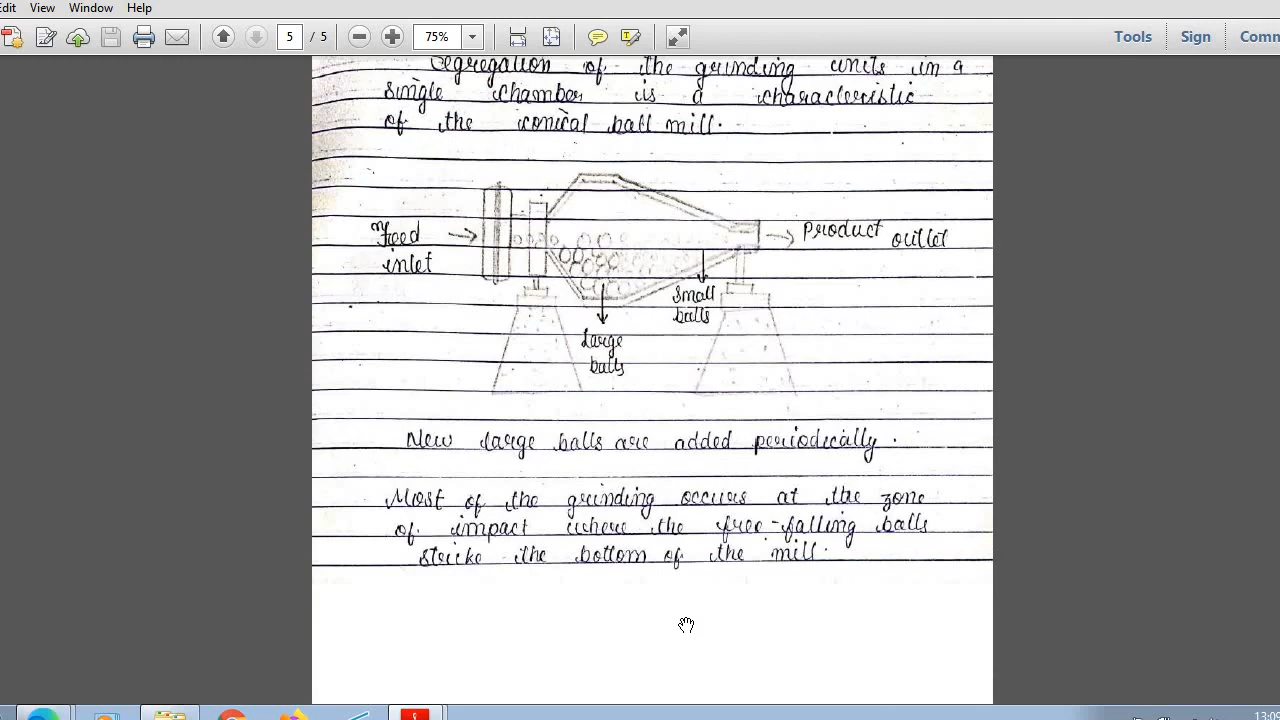 Edit View Window Help
5 / 5 75% Tools Sign
Segregation of the grinding units in a
single chamber is a characteristic
of the conical ball mill.
Feed → → Product outlet
inlet
Small
balls
Large
balls
New large balls are added periodically.
Most of the grinding occurs at the zone
of impact where the free-falling balls
stricke the bottom of the mill.